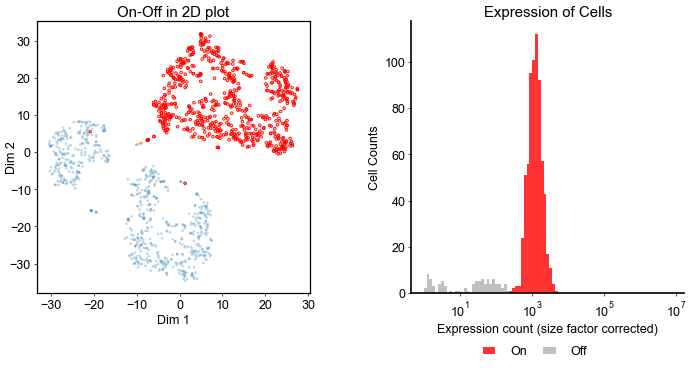 On-Off in 2D plot
Dim 2
30
20
10
0
−10
−20
−30
−30 −20 −10 0 10 20 30
Dim 1
Expression of Cells
Cell Counts
100
80
60
40
20
0
10^1 10^3 10^5 10^7
Expression count (size factor corrected)
On Off